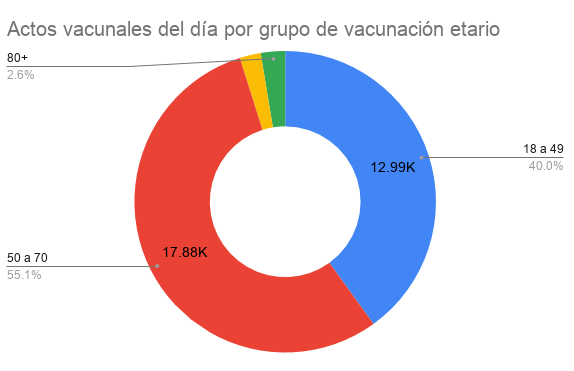 Actos vacunales del día por grupo de vacunación etario
80+
2.6%
18 a 49
40.0%
12.99K
17.88K
50 a 70
55.1%